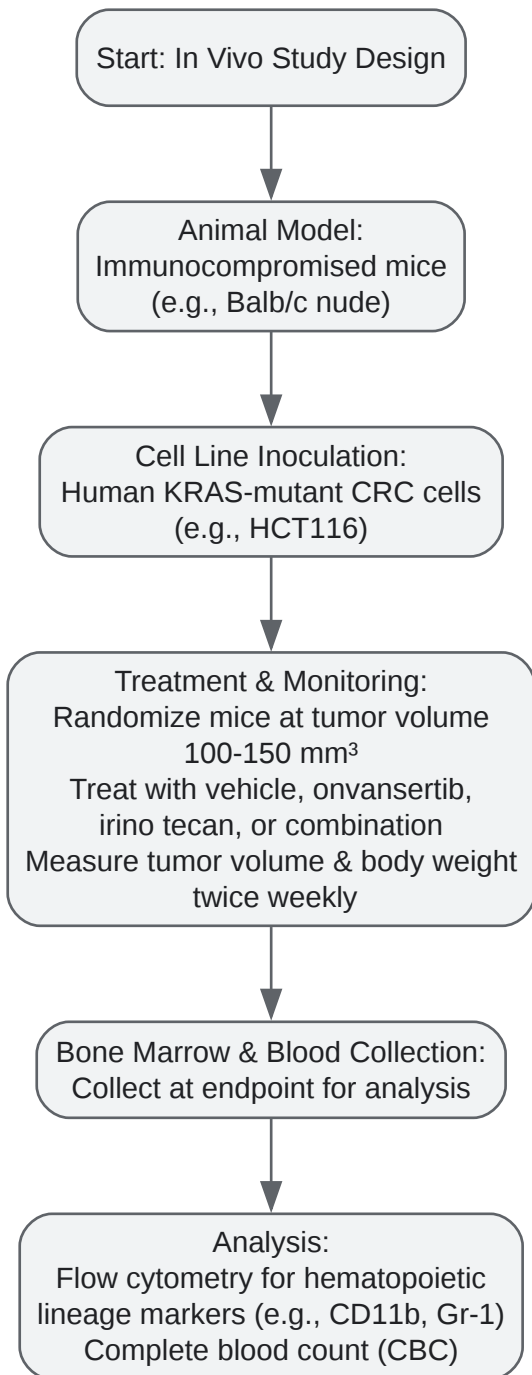 Start: In Vivo Study Design
Animal Model:
Immunocompromised mice
(e.g., Balb/c nude)
Cell Line Inoculation:
Human KRAS-mutant CRC cells
(e.g., HCT116)
Treatment & Monitoring:
Randomize mice at tumor volume
100-150 mm³
Treat with vehicle, onvansertib,
irino tecan, or combination
Measure tumor volume & body weight
twice weekly
Bone Marrow & Blood Collection:
Collect at endpoint for analysis
Analysis:
Flow cytometry for hematopoietic
lineage markers (e.g., CD11b, Gr-1)
Complete blood count (CBC)